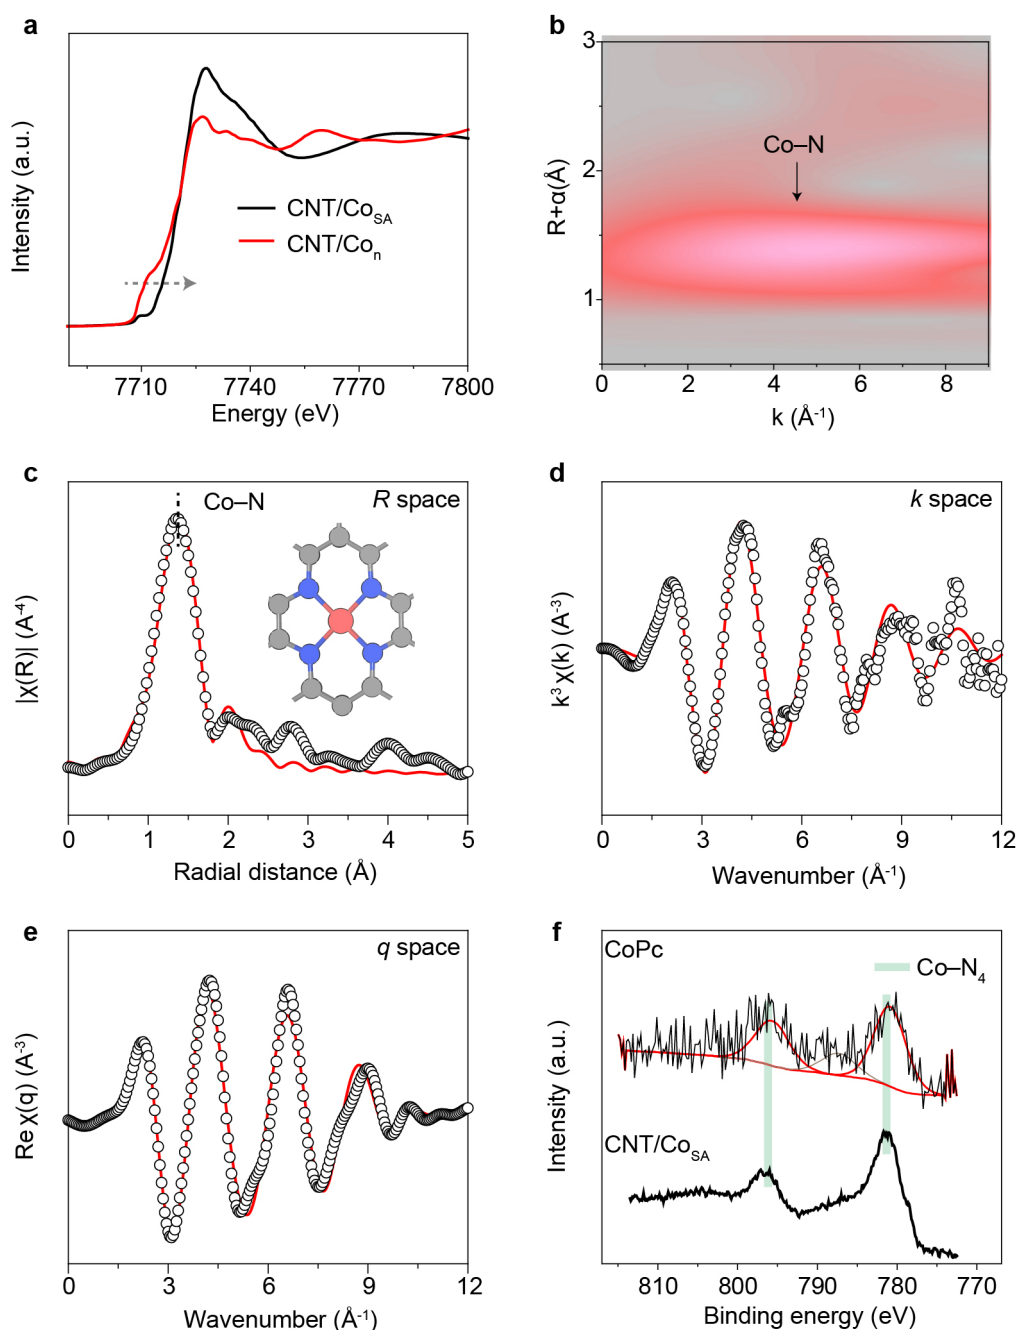 a
Intensity (a.u.)
CNT/Co_SA
CNT/Co_n
7710 7740 7770 7800
Energy (eV)
b
R+α(Å)
3
2
1
Co–N
0 2 4 6 8
k (Å⁻¹)
c
|χ(R)| (A⁻⁴)
Co–N
R space
0 1 2 3 4 5
Radial distance (Å)
d
k³χ(k) (A⁻³)
k space
0 3 6 9 12
Wavenumber (Å⁻¹)
e
Re χ(q) (A⁻³)
q space
0 3 6 9 12
Wavenumber (Å⁻¹)
f
Intensity (a.u.)
CoPc
Co–N₄
CNT/Co_SA
810 800 790 780 770
Binding energy (eV)